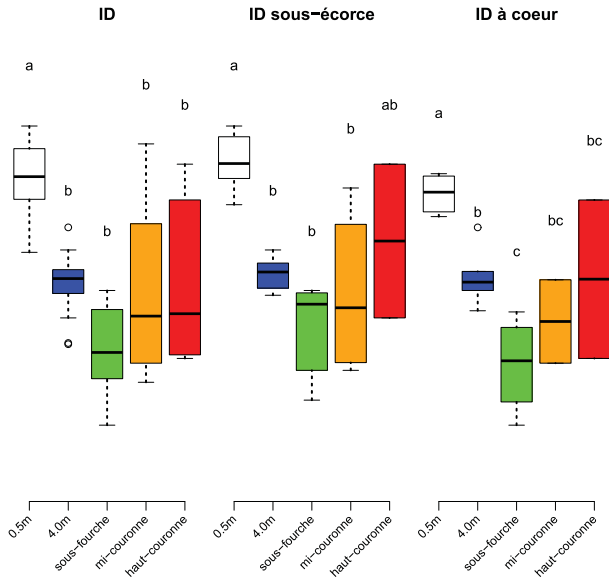 ID
ID sous−écorce
ID à coeur
a
b
b
b
b
a
b
b
b
ab
a
b
c
bc
bc
0.5m
4.0m
sous−fourche
mi−couronne
haut−couronne
0.5m
4.0m
sous−fourche
mi−couronne
haut−couronne
0.5m
4.0m
sous−fourche
mi−couronne
haut−couronne